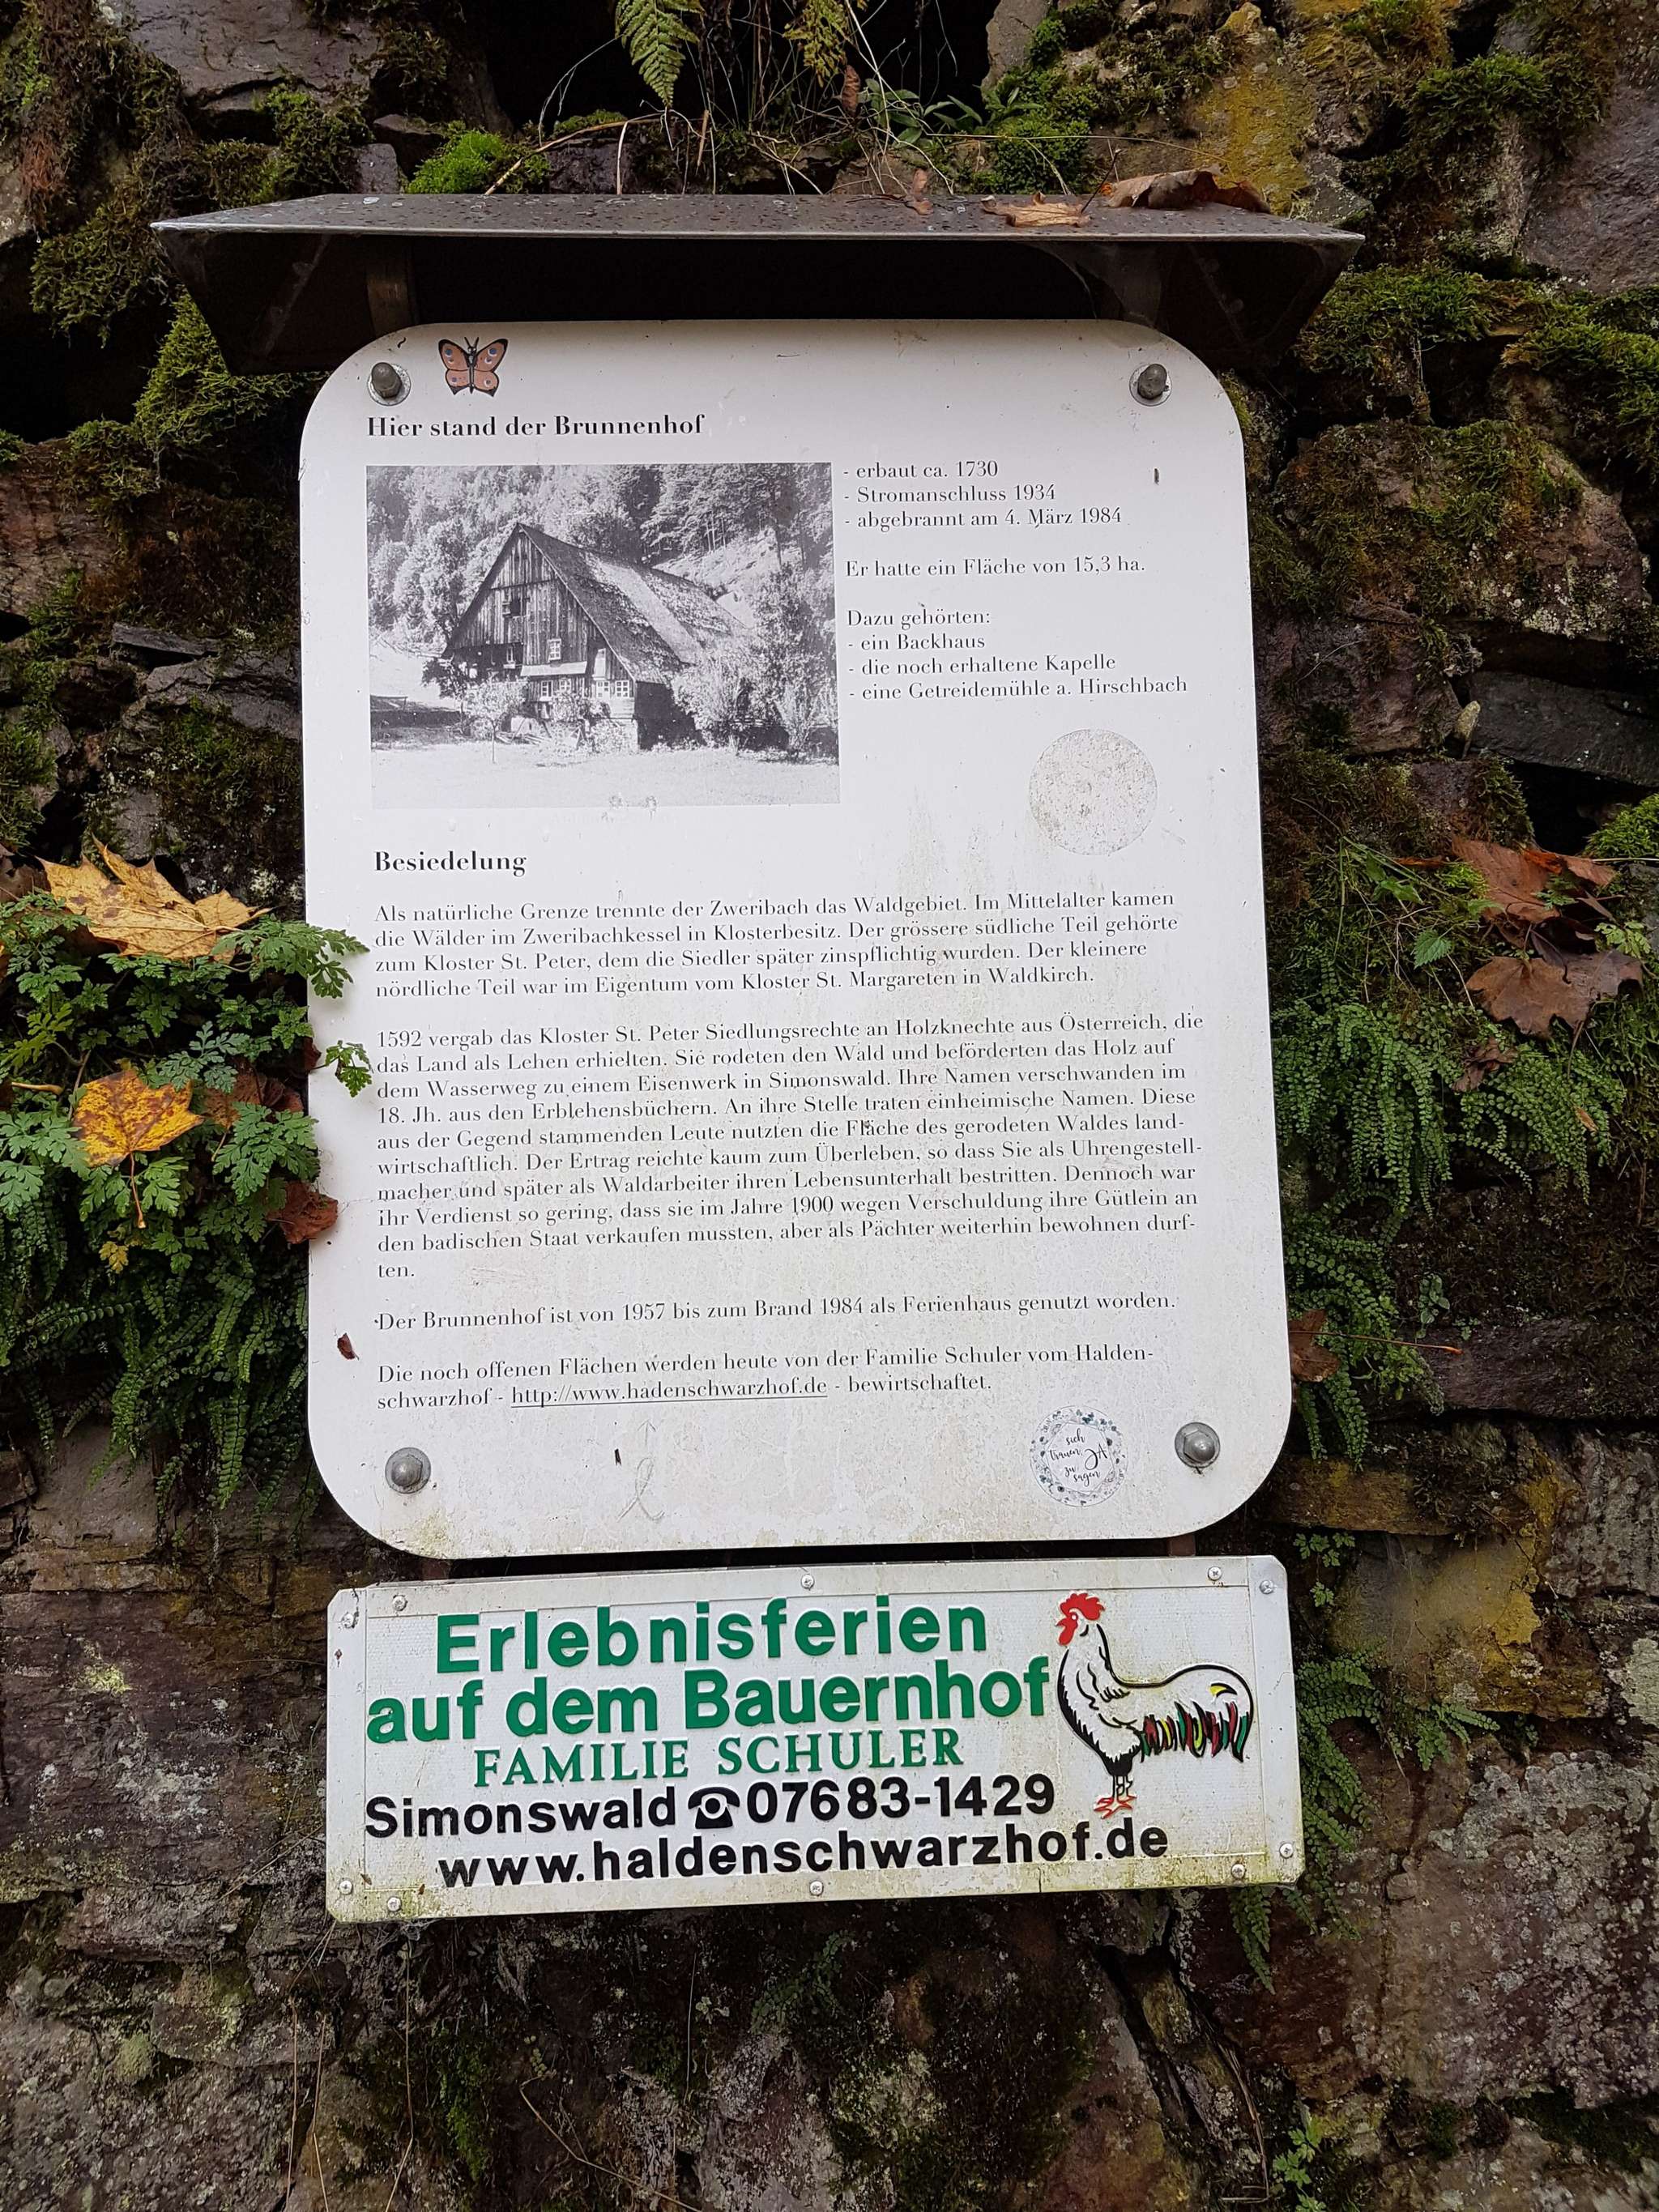 Hier stand der Brunnenhof
- erbaut ca. 1730
- Stromanschluss 1934
- abgebrannt am 4. März 1984
Er hatte ein Fläche von 15,3 ha.
Dazu gehörten:
- ein Backhaus
- die noch erhaltene Kapelle
- eine Getreidemühle a. Hirschbach
Besiedelung
Als natürliche Grenze trennte der Zweribach das Waldgebiet. Im Mittelalter kamen
die Wälder im Zweribachkessel in Klosterbesitz. Der grössere südliche Teil gehörte
zum Kloster St. Peter, dem die Siedler später zinspflichtig wurden. Der kleinere
nördliche Teil war im Eigentum vom Kloster St. Margareten in Waldkirch.
1592 vergab das Kloster St. Peter Siedlungsrechte an Holzknechte aus Österreich, die
das Land als Lehen erhielten. Sie rodeten den Wald und beförderten das Holz auf
dem Wasserweg zu einem Eisenwerk in Simonswald. Ihre Namen verschwanden im
18. Jh. aus den Erblehensbüchern. An ihre Stelle traten einheimische Namen. Diese
aus der Gegend stammenden Leute nutzten die Fläche des gerodeten Waldes land-
wirtschaftlich. Der Ertrag reichte kaum zum Überleben, so dass Sie als Uhrengestell-
macher und später als Waldarbeiter ihren Lebensunterhalt bestritten. Dennoch war
ihr Verdienst so gering, dass sie im Jahre 1900 wegen Verschuldung ihre Gütlein an
den badischen Staat verkaufen mussten, aber als Pächter weiterhin bewohnen durf-
ten.
Der Brunnenhof ist von 1957 bis zum Brand 1984 als Ferienhaus genutzt worden.
Die noch offenen Flächen werden heute von der Familie Schuler vom Halden-
schwarzhof - http://www.hadenschwarzhof.de - bewirtschaftet.
sich
trauen JA
zu
sagen
Erlebnisferien
auf dem Bauernhof
FAMILIE SCHULER
Simonswald ☎ 07683-1429
www.haldenschwarzhof.de